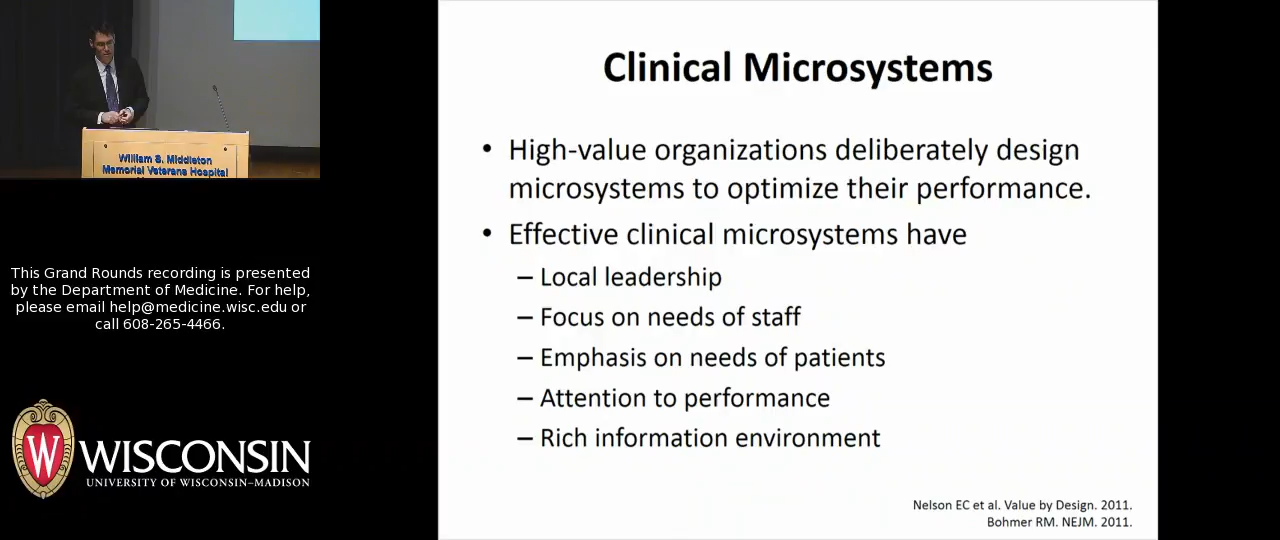 William S. Middleton
Memorial Veterans Hospital
This Grand Rounds recording is presented
by the Department of Medicine. For help,
please email help@medicine.wisc.edu or
call 608-265-4466.
W WISCONSIN
UNIVERSITY OF WISCONSIN–MADISON
Clinical Microsystems
• High-value organizations deliberately design
microsystems to optimize their performance.
• Effective clinical microsystems have
– Local leadership
– Focus on needs of staff
– Emphasis on needs of patients
– Attention to performance
– Rich information environment
Nelson EC et al. Value by Design. 2011.
Bohmer RM. NEJM. 2011.